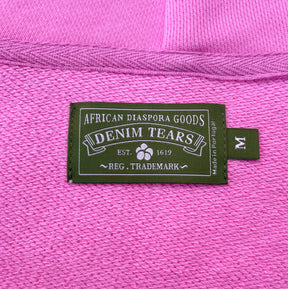 AFRICAN DIASPORA GOODS
DENIM TEARS
EST. 1619
~ REG. TRADEMARK ~
Made in Portugal
M